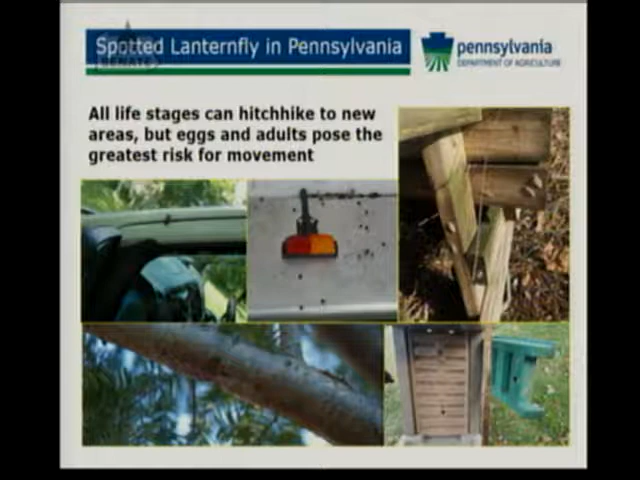 Spotted Lanternfly in Pennsylvania
SENATE
pennsylvania
DEPARTMENT OF AGRICULTURE
All life stages can hitchhike to new
areas, but eggs and adults pose the
greatest risk for movement